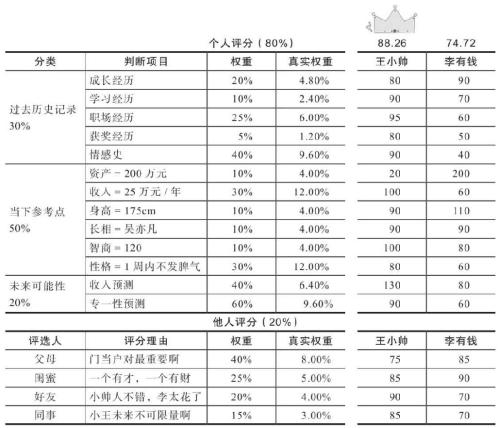 个人评分（80%） 88.26 74.72
分类 判断项目 权重 真实权重 王小帅 李有钱
过去历史记录 30% 成长经历 20% 4.80% 80 90
学习经历 10% 2.40% 90 70
职场经历 25% 6.00% 95 60
获奖经历 5% 1.20% 80 50
情感史 40% 9.60% 90 40
当下参考点 50% 资产 = 200 万元 10% 4.00% 20 200
收入 = 25 万元 / 年 30% 12.00% 100 60
身高 = 175cm 10% 4.00% 90 110
长相 = 吴亦凡 10% 4.00% 90 60
智商 = 120 10% 4.00% 100 80
性格 = 1 周内不发脾气 30% 12.00% 80 60
未来可能性 20% 收入预测 40% 6.40% 130 80
专一性预测 60% 9.60% 90 60
他人评分（20%）
评选人 评分理由 权重 真实权重 王小帅 李有钱
父母 门当户对最重要啊 40% 8.00% 75 85
闺蜜 一个有才，一个有财 25% 5.00% 85 90
好友 小帅人不错，李太花了 20% 4.00% 90 70
同事 小王未来不可限量啊 15% 3.00% 85 70